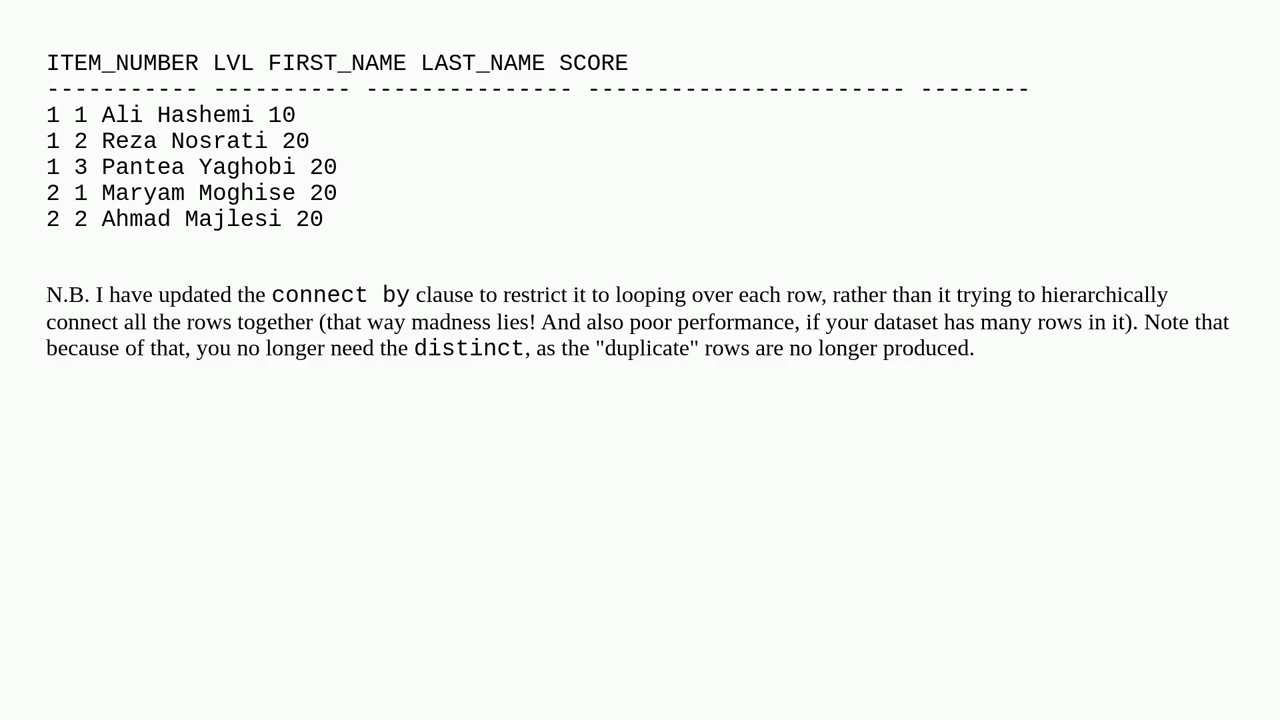 ITEM_NUMBER LVL FIRST_NAME LAST_NAME SCORE
----------- ---------- --------------- ----------------------- --------
1 1 Ali Hashemi 10
1 2 Reza Nosrati 20
1 3 Pantea Yaghobi 20
2 1 Maryam Moghise 20
2 2 Ahmad Majlesi 20
N.B. I have updated the connect by clause to restrict it to looping over each row, rather than it trying to hierarchically
connect all the rows together (that way madness lies! And also poor performance, if your dataset has many rows in it). Note that
because of that, you no longer need the distinct, as the "duplicate" rows are no longer produced.